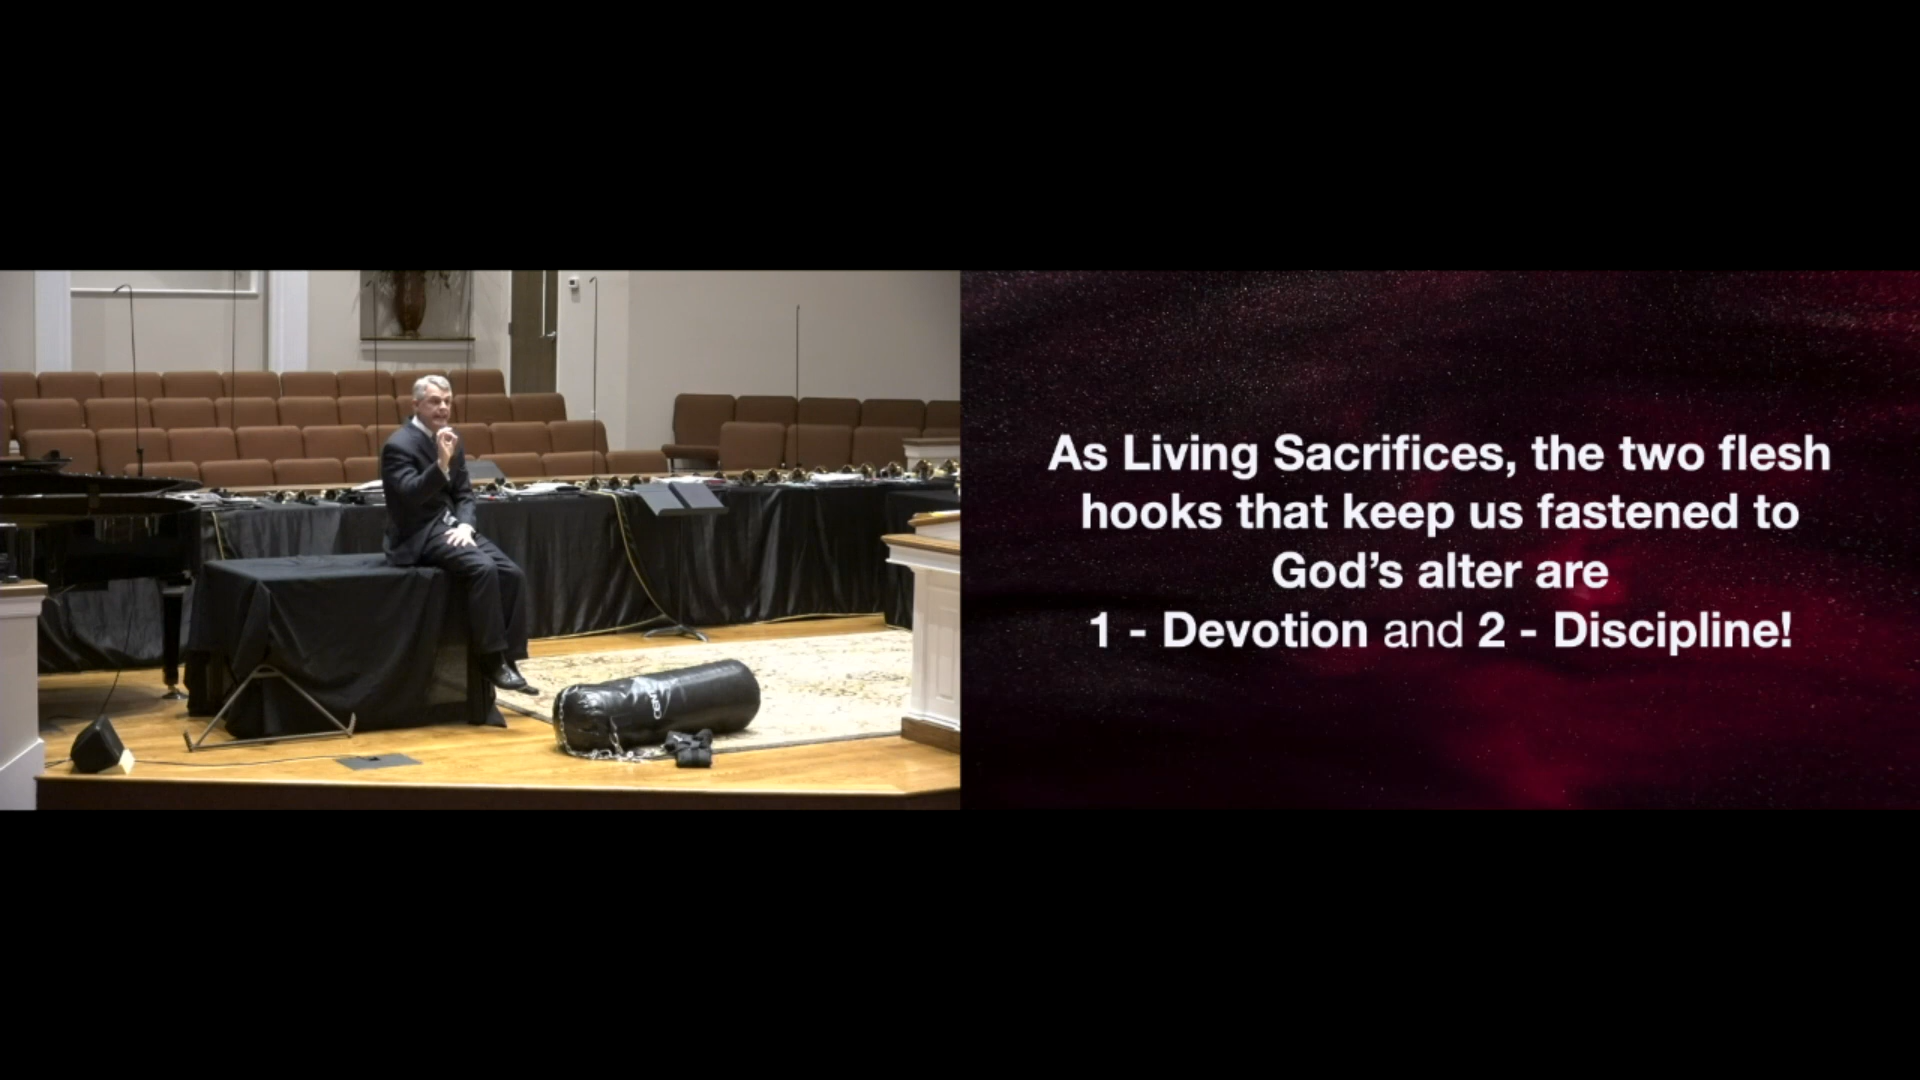 As Living Sacrifices, the two flesh
hooks that keep us fastened to
God's alter are
1 - Devotion and 2 - Discipline!